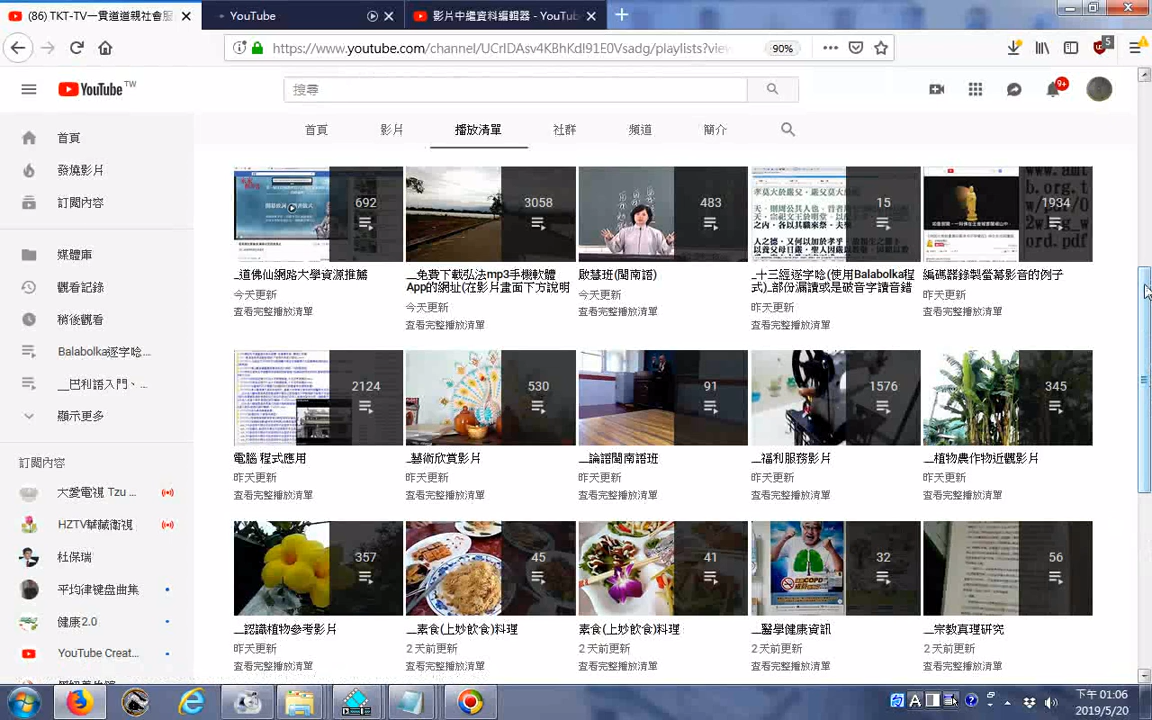 (86) TKT-TV一貫道道親社會服
YouTube
影片中繼資料編輯器 - YouTub
https://www.youtube.com/channel/UCrIDAsv4KBhKdl91E0Vsadg/playlists?view
90%
5
YouTube TW
搜尋
9+
首頁
影片
播放清單
社群
頻道
簡介
首頁
發燒影片
訂閱內容
媒體庫
觀看記錄
稍後觀看
Balabolka逐字唸...
__巴利語入門、...
顯示更多
訂閱內容
大愛電視 Tzu ...
HZTV華藏衛視
杜保瑞
平均律键盘曲集
健康2.0
YouTube Creat...
692
_道佛仙網路大學資源推薦
今天更新
查看完整播放清單
3058
__免費下載弘法mp3手機軟體
App的網址(在影片畫面下方說明
今天更新
查看完整播放清單
483
啟慧班(閩南語)
今天更新
查看完整播放清單
15
_十三經逐字唸(使用Balabolka程
式)_部份漏讀或是破音字讀音錯
昨天更新
查看完整播放清單
1934
編碼器錄製螢幕影音的例子
昨天更新
查看完整播放清單
2124
電腦 程式應用
昨天更新
查看完整播放清單
530
_藝術欣賞影片
昨天更新
查看完整播放清單
91
__論語閩南語班
昨天更新
查看完整播放清單
1576
__福利服務影片
昨天更新
查看完整播放清單
345
__植物農作物近觀影片
昨天更新
查看完整播放清單
357
__認識植物參考影片
昨天更新
查看完整播放清單
45
__素食(上妙飲食)料理
2 天前更新
查看完整播放清單
41
素食(上妙飲食)料理
2 天前更新
查看完整播放清單
32
__醫學健康資訊
2 天前更新
查看完整播放清單
56
__宗教真理研究
2 天前更新
查看完整播放清單
下午 01:06
2019/5/20